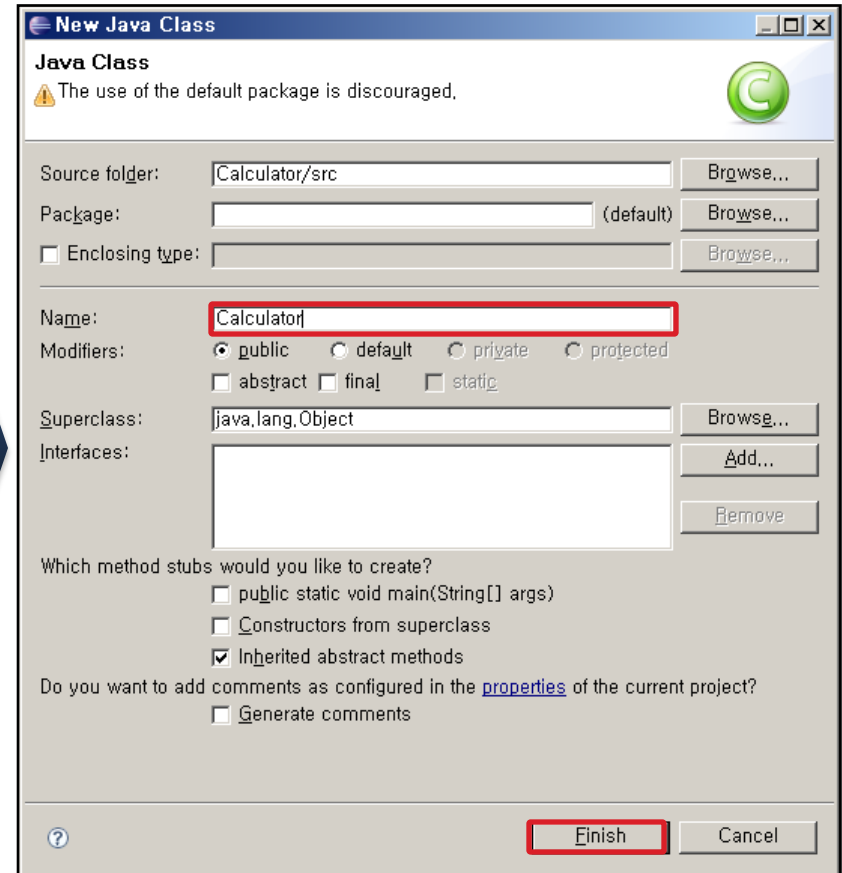 New Java Class
Java Class
The use of the default package is discouraged,
Source folder: Calculator/src Browse,,,
Package: (default) Browse,,,
Enclosing type: Browse,,,
Name: Calculator
Modifiers: public default private protected
abstract final static
Superclass: java,lang,Object Browse,,,
Interfaces: Add,,,
Remove
Which method stubs would you like to create?
public static void main(String[] args)
Constructors from superclass
Inherited abstract methods
Do you want to add comments as configured in the properties of the current project?
Generate comments
Finish Cancel